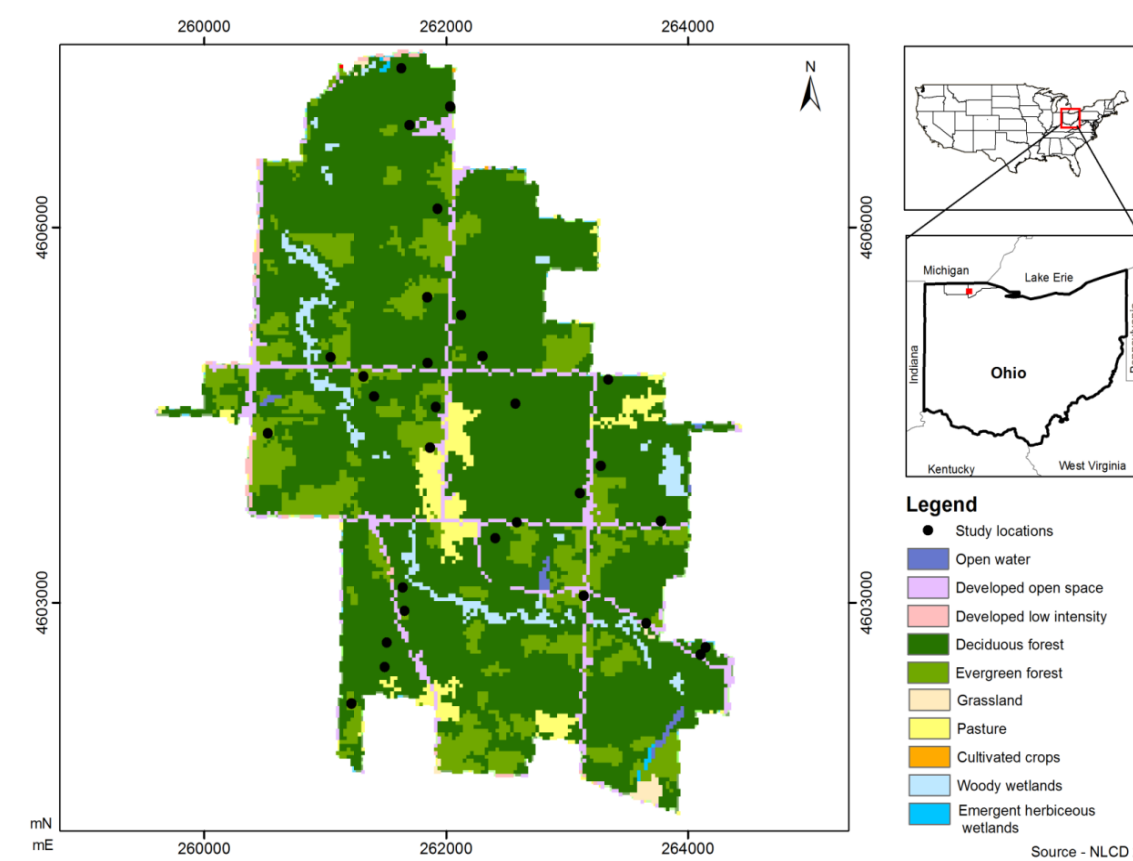 260000
262000
264000
N
4606000
4606000
4603000
4603000
mN
mE
260000
262000
264000
Michigan
Lake Erie
Indiana
Ohio
Kentucky
West Virginia
Legend
Study locations
Open water
Developed open space
Developed low intensity
Deciduous forest
Evergreen forest
Grassland
Pasture
Cultivated crops
Woody wetlands
Emergent herbiceous
wetlands
Source - NLCD